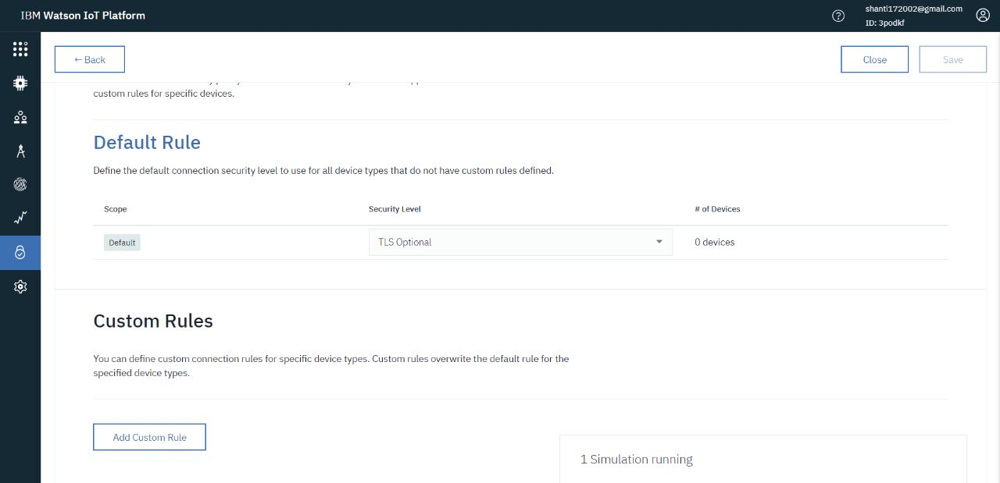 IBM Watson IoT Platform
shanti172002@gmail.com
ID: 3podkf
← Back
Close
Save
custom rules for specific devices.
Default Rule
Define the default connection security level to use for all device types that do not have custom rules defined.
Scope
Security Level
# of Devices
Default
TLS Optional
0 devices
Custom Rules
You can define custom connection rules for specific device types. Custom rules overwrite the default rule for the
specified device types.
Add Custom Rule
1 Simulation running